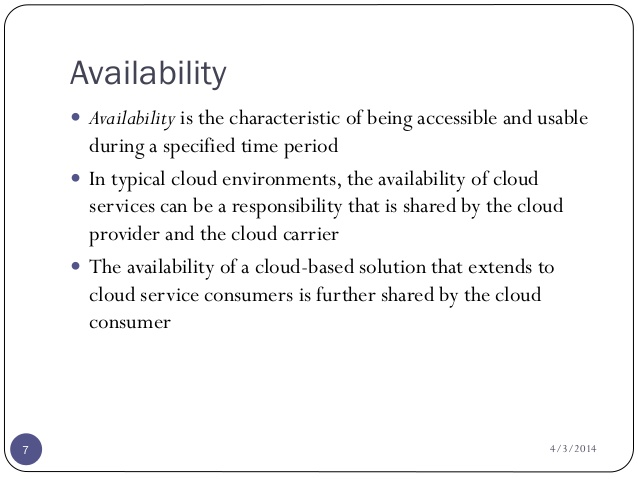 Availability
• Availability is the characteristic of being accessible and usable
during a specified time period
• In typical cloud environments, the availability of cloud
services can be a responsibility that is shared by the cloud
provider and the cloud carrier
• The availability of a cloud-based solution that extends to
cloud service consumers is further shared by the cloud
consumer
7
4/3/2014